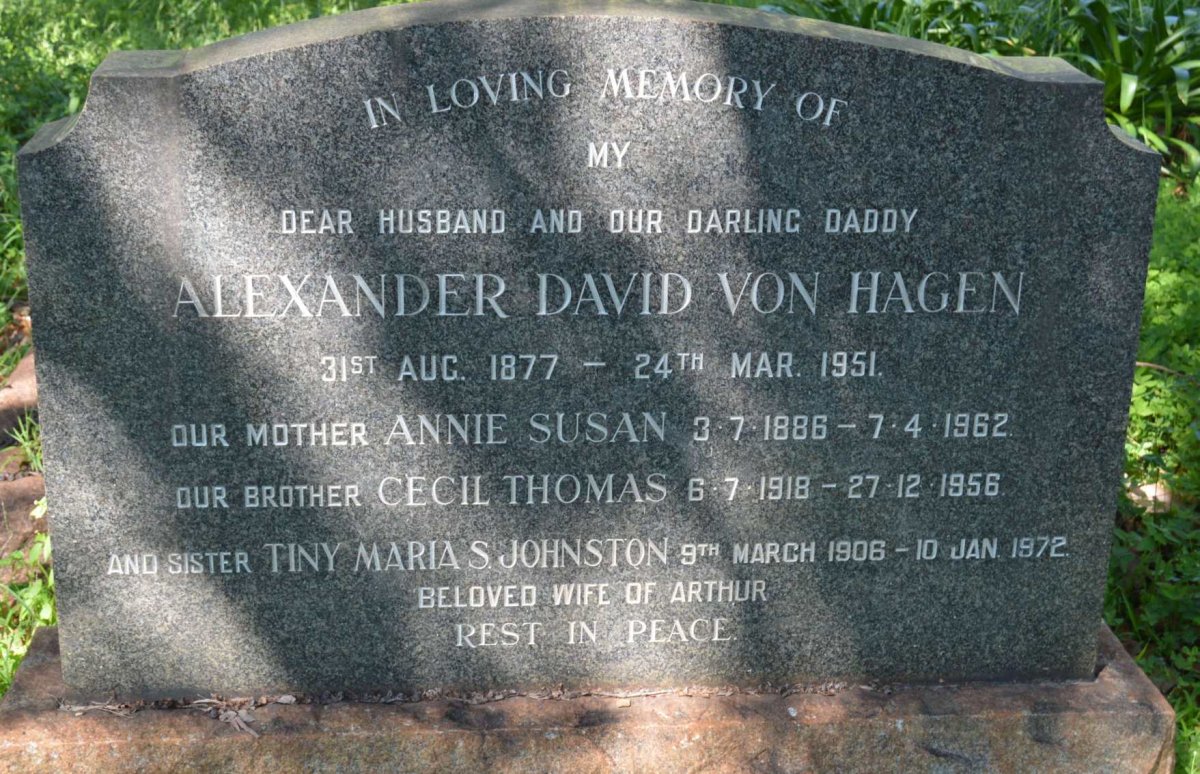 IN LOVING MEMORY OF
MY
DEAR HUSBAND AND OUR DARLING DADDY
ALEXANDER DAVID VON HAGEN
31ST AUG. 1877 – 24TH MAR. 1951.
OUR MOTHER ANNIE SUSAN 3·7·1886 – 7·4·1962.
OUR BROTHER CECIL THOMAS 6·7·1918 – 27·12·1956
AND SISTER TINY MARIA S. JOHNSTON 9TH MARCH 1906 – 10 JAN. 1972.
BELOVED WIFE OF ARTHUR
REST IN PEACE.